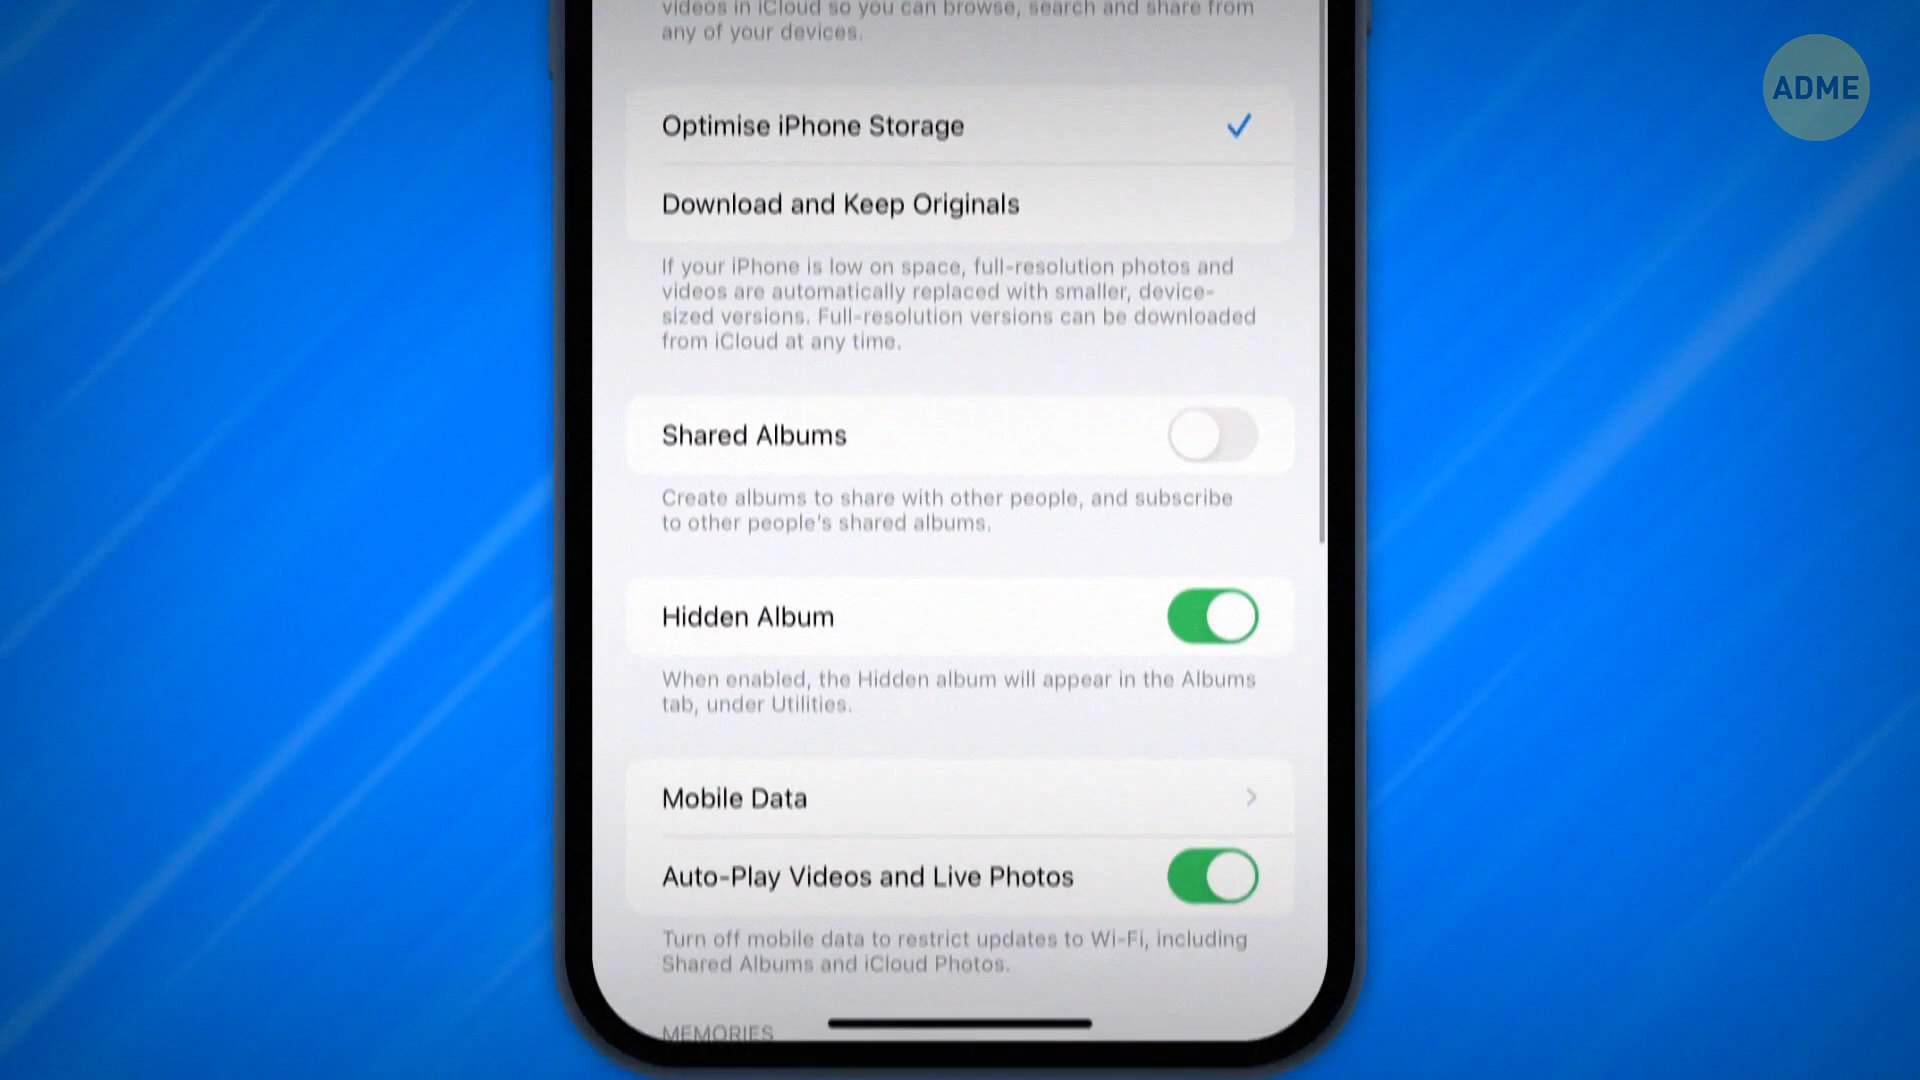 videos in iCloud so you can browse, search and share from
any of your devices.
ADME
Optimise iPhone Storage
Download and Keep Originals
If your iPhone is low on space, full-resolution photos and
videos are automatically replaced with smaller, device-
sized versions. Full-resolution versions can be downloaded
from iCloud at any time.
Shared Albums
Create albums to share with other people, and subscribe
to other people's shared albums.
Hidden Album
When enabled, the Hidden album will appear in the Albums
tab, under Utilities.
Mobile Data
Auto-Play Videos and Live Photos
Turn off mobile data to restrict updates to Wi-Fi, including
Shared Albums and iCloud Photos.
MEMORIES